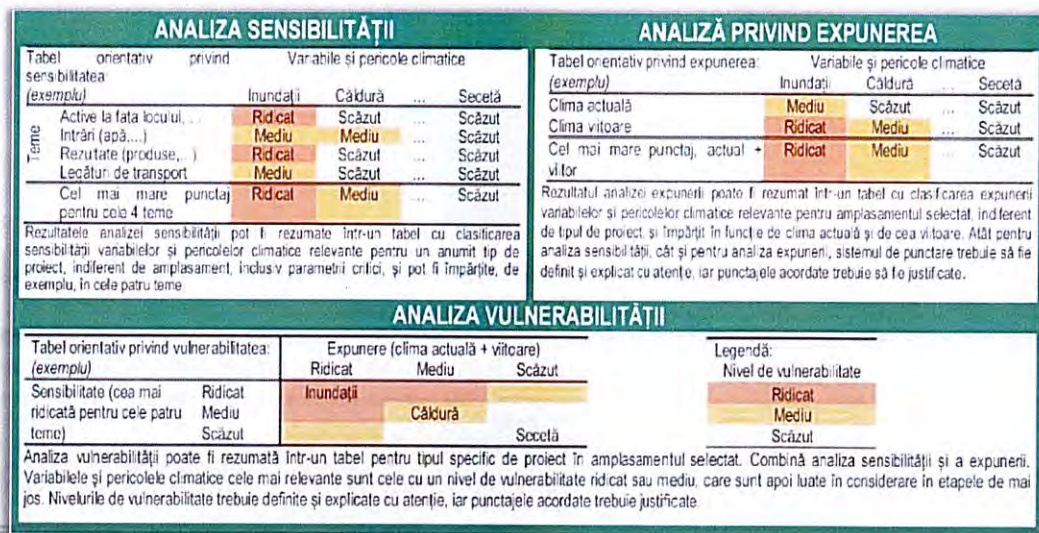 ANALIZA SENSIBILITĂȚII
Tabel orientativ privind sensibilitatea: Variabile și pericole climatice
(exemplu) Inundații Căldură ... Secetă
Teme
Active la fața locului, ... Ridicat Scăzut ... Scăzut
Intrări (apă,...) Mediu Mediu ... Scăzut
Rezutate (produse,...) Ridicat Scăzut ... Scăzut
Legături de transport Mediu Scăzut ... Scăzut
Cel mai mare punctaj pentru cele 4 teme Ridicat Mediu Scăzut
Rezultatele analizei sensibilității pot fi rezumate într-un tabel cu clasificarea
sensibilității variabilelor și pericolelor climatice relevante pentru un anumit tip de
proiect, indiferent de amplasament, inclusiv parametrii critici, și pot fi împărțite, de
exemplu, în cele patru teme
ANALIZĂ PRIVIND EXPUNEREA
Tabel orientativ privind expunerea: Variabile și pericole climatice
(exemplu) Inundații Căldură ... Secetă
Clima actuală Mediu Scăzut ... Scăzut
Clima viitoare Ridicat Mediu ... Scăzut
Cel mai mare punctaj, actual + viitor Ridicat Mediu Scăzut
Rezultatul analizei expunerii poate fi rezumat într-un tabel cu clasificarea expunerii
variabilelor și pericolelor climatice relevante pentru amplasamentul selectat, indiferent
de tipul de proiect, și împărțit în funcție de clima actuală și de cea viitoare. Atât pentru
analiza sensibilității, cât și pentru analiza expunerii, sistemul de punctare trebuie să fie
definit și explicat cu atenție, iar punctajele acordate trebuie să fie justificate.
ANALIZA VULNERABILITĂȚII
Tabel orientativ privind vulnerabilitatea: Expunere (clima actuală + viitoare)
(exemplu) Ridicat Mediu Scăzut
Sensibilitate (cea mai Ridicat Inundații
ridicată pentru cele patru Mediu Căldură
teme) Scăzut Secetă
Legendă:
Nivel de vulnerabilitate
Ridicat
Mediu
Scăzut
Analiza vulnerabilității poate fi rezumată într-un tabel pentru tipul specific de proiect în amplasamentul selectat. Combină analiza sensibilității și a expunerii.
Variabilele și pericolele climatice cele mai relevante sunt cele cu un nivel de vulnerabilitate ridicat sau mediu, care sunt apoi luate în considerare în etapele de mai
jos. Nivelurile de vulnerabilitate trebuie definite și explicate cu atenție, iar punctajele acordate trebuie justificate.